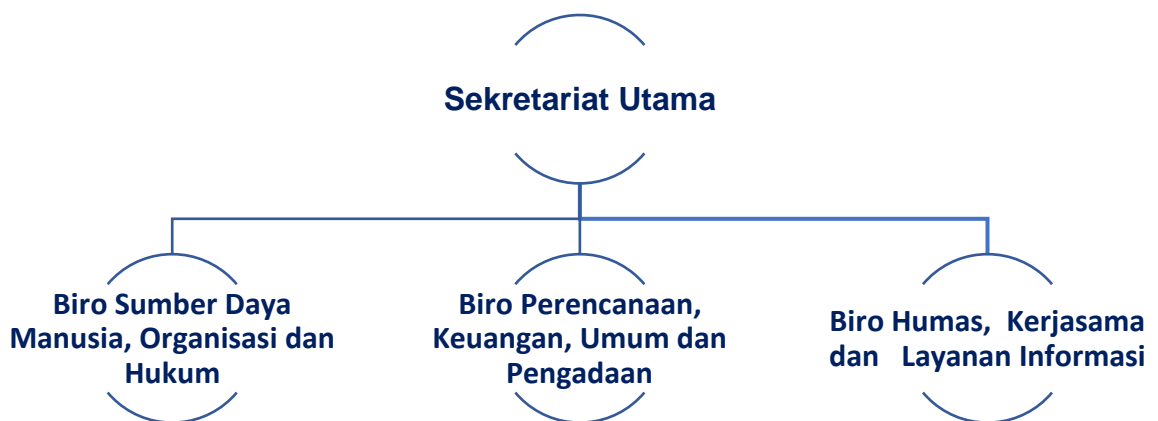 Sekretariat Utama
Biro Sumber Daya
Manusia, Organisasi dan
Hukum
Biro Perencanaan,
Keuangan, Umum dan
Pengadaan
Biro Humas, Kerjasama
dan Layanan Informasi